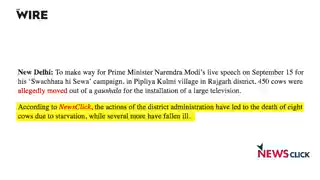 THE
WIRE
New Delhi: To make way for Prime Minister Narendra Modi's live speech on September 15 for
his 'Swachhata hi Sewa' campaign, in Pipliya Kulmi village in Rajgarh district, 450 cows were
allegedly moved out of a gaushala for the installation of a large television.
According to NewsClick, the actions of the district administration have led to the death of eight
cows due to starvation, while several more have fallen ill.
NEWSCLICK